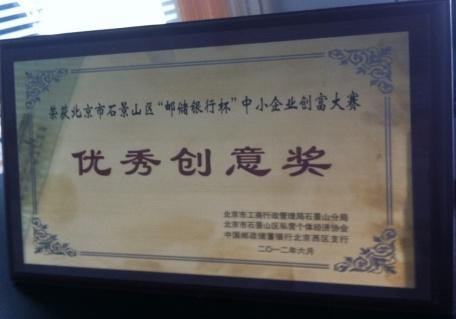 荣获北京市石景山区“邮储银行杯”中小企业创富大赛
优秀创意奖
北京市工商行政管理局石景山分局
北京市石景山区私营个体经济协会
中国邮政储蓄银行北京西区支行
二〇一二年六月